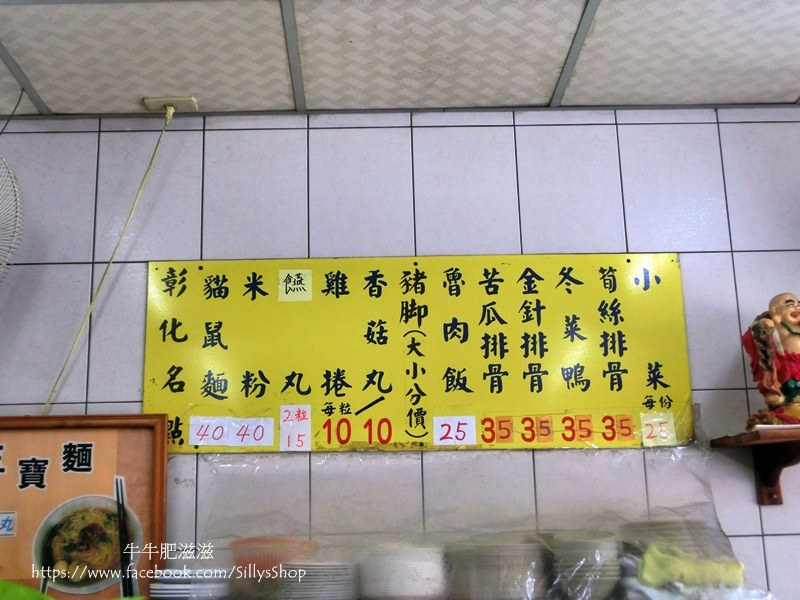 彰化名點
貓鼠麵 40
米粉 40
� 丸 2粒 15
雞捲 每粒 10
香菇丸 / 10
豬脚(大小分價)
魯肉飯 25
苦瓜排骨 35
金針排骨 35
冬菜鴨 35
筍絲排骨 35
小菜 每份 25
三寶麵
丸
牛牛肥滋滋
https://www.facebook.com/SillysShop